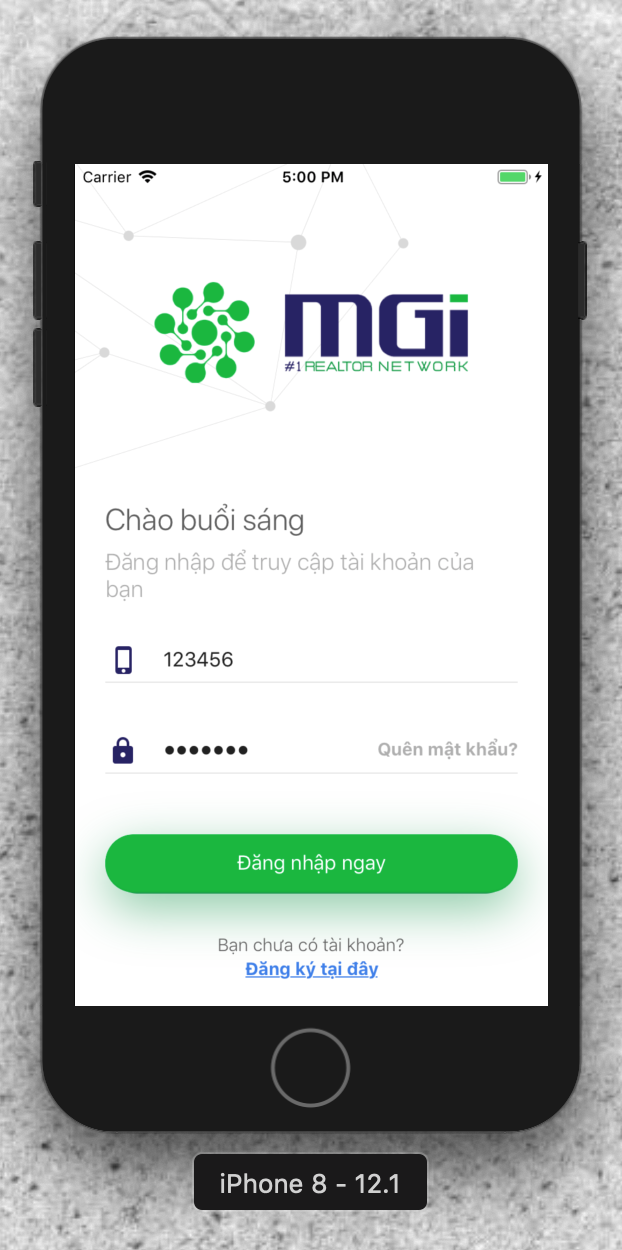 Carrier 5:00 PM
mGi
#1 REALTOR NETWORK
Chào buổi sáng
Đăng nhập để truy cập tài khoản của
bạn
123456
••••••• Quên mật khẩu?
Đăng nhập ngay
Bạn chưa có tài khoản?
Đăng ký tại đây
iPhone 8 - 12.1